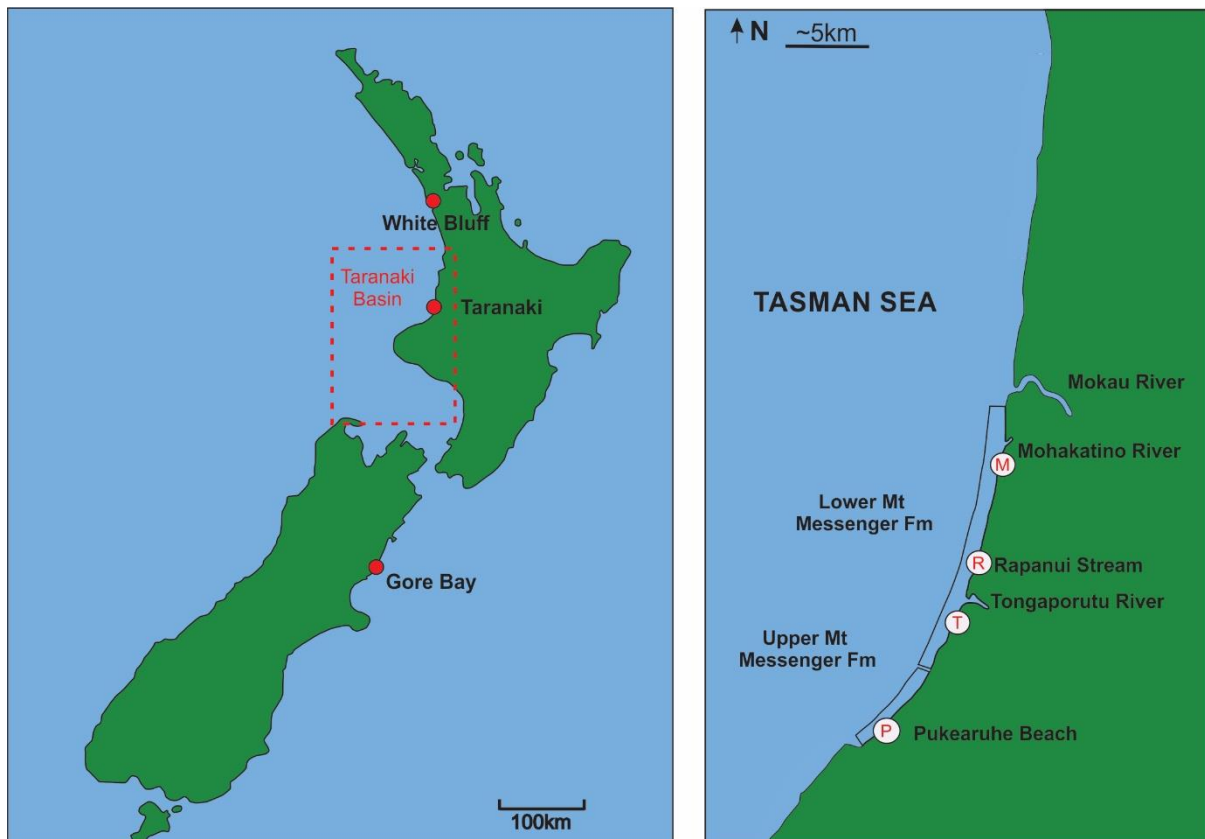 White Bluff
Taranaki
Basin
Taranaki
Gore Bay
100km
N
~5km
TASMAN SEA
Mokau River
Mohakatino River
M
Lower Mt
Messenger Fm
R
Rapanui Stream
Tongaporutu River
T
Upper Mt
Messenger Fm
P
Pukearuhe Beach